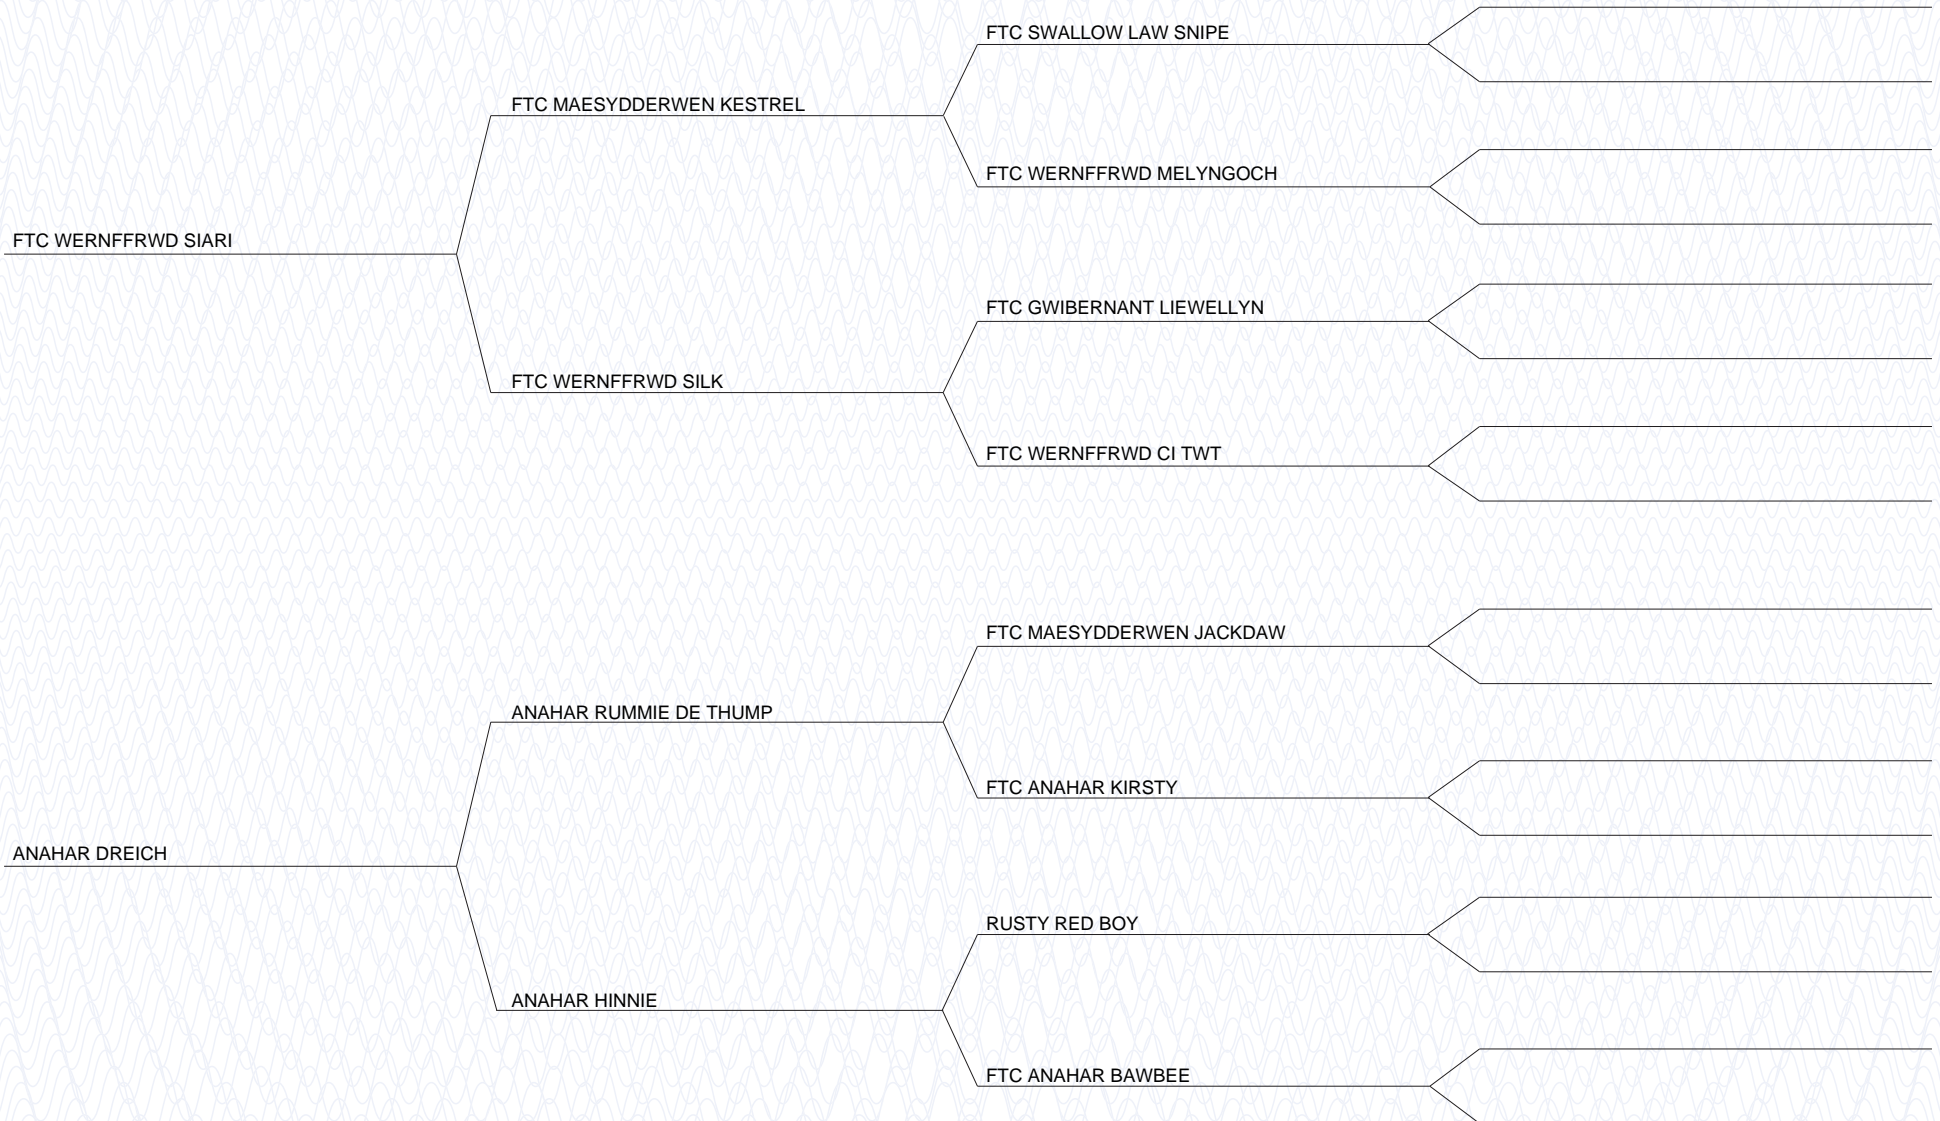 FTC SWALLOW LAW SNIPE
FTC MAESYDDERWEN KESTREL
FTC WERNFFRWD MELYNGOCH
FTC WERNFFRWD SIARI
FTC GWIBERNANT LIEWELLYN
FTC WERNFFRWD SILK
FTC WERNFFRWD CI TWT
FTC MAESYDDERWEN JACKDAW
ANAHAR RUMMIE DE THUMP
FTC ANAHAR KIRSTY
ANAHAR DREICH
RUSTY RED BOY
ANAHAR HINNIE
FTC ANAHAR BAWBEE